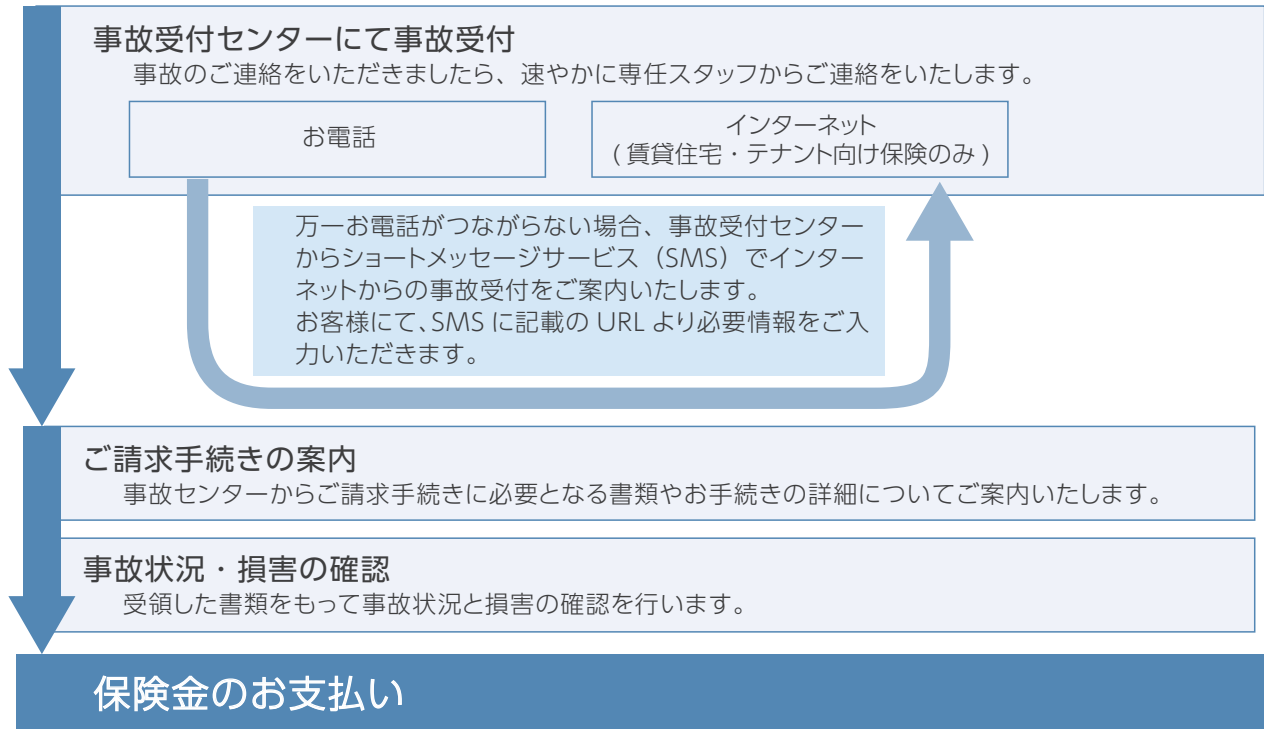 事故受付センターにて事故受付
事故のご連絡をいただきましたら、速やかに専任スタッフからご連絡をいたします。
お電話
インターネット
(賃貸住宅・テナント向け保険のみ)
万一お電話がつながらない場合、事故受付センター
からショートメッセージサービス（SMS）でインター
ネットからの事故受付をご案内いたします。
お客様にて、SMS に記載の URL より必要情報をご入
力いただきます。
ご請求手続きの案内
事故センターからご請求手続きに必要となる書類やお手続きの詳細についてご案内いたします。
事故状況・損害の確認
受領した書類をもって事故状況と損害の確認を行います。
保険金のお支払い